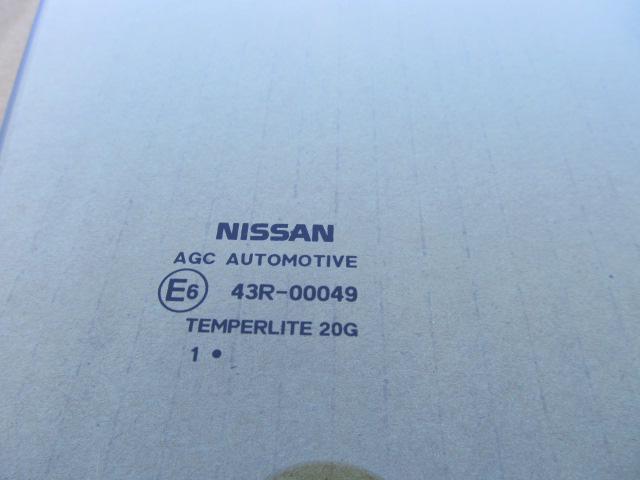 NISSAN
AGC AUTOMOTIVE
E6 43R-00049
TEMPERLITE 20G
1 •